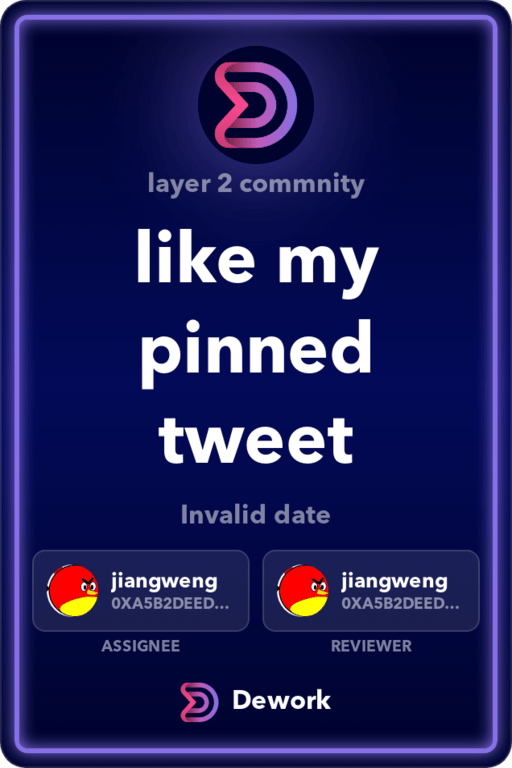 layer 2 commnity
like my
pinned
tweet
Invalid date
jiangweng
0XA5B2DEED...
ASSIGNEE
jiangweng
0XA5B2DEED...
REVIEWER
Dework